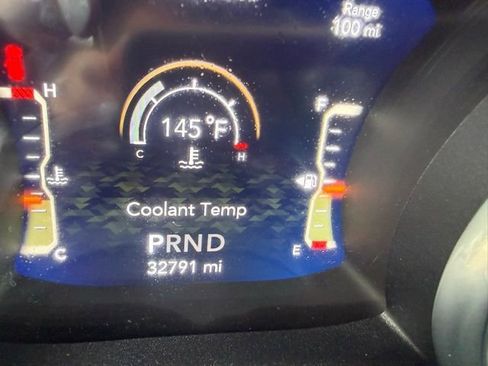 Range
100 mi
H
F
145°F
C
H
Coolant Temp
C
E
PRND
32791 mi